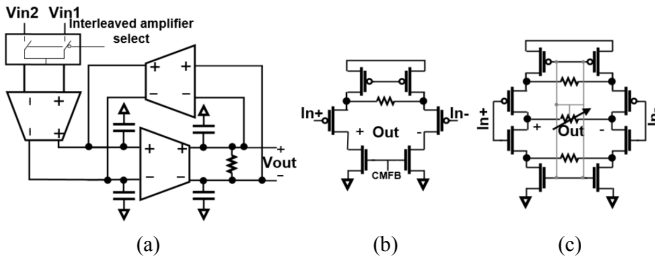 Vin2 Vin1
Interleaved amplifier
select
− +
+ +
− −
+ +
− −
+
Vout
−
(a)
In+ In-
+ Out -
CMFB
(b)
In+ In-
+ Out -
(c)